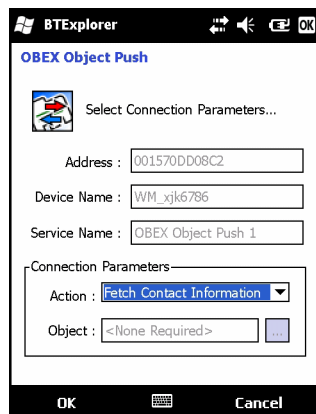 BTExplorer OK
OBEX Object Push
Select Connection Parameters...
Address : 001570DD08C2
Device Name : WM_xjk6786
Service Name : OBEX Object Push 1
Connection Parameters
Action : Fetch Contact Information
Object : <None Required> ...
OK Cancel